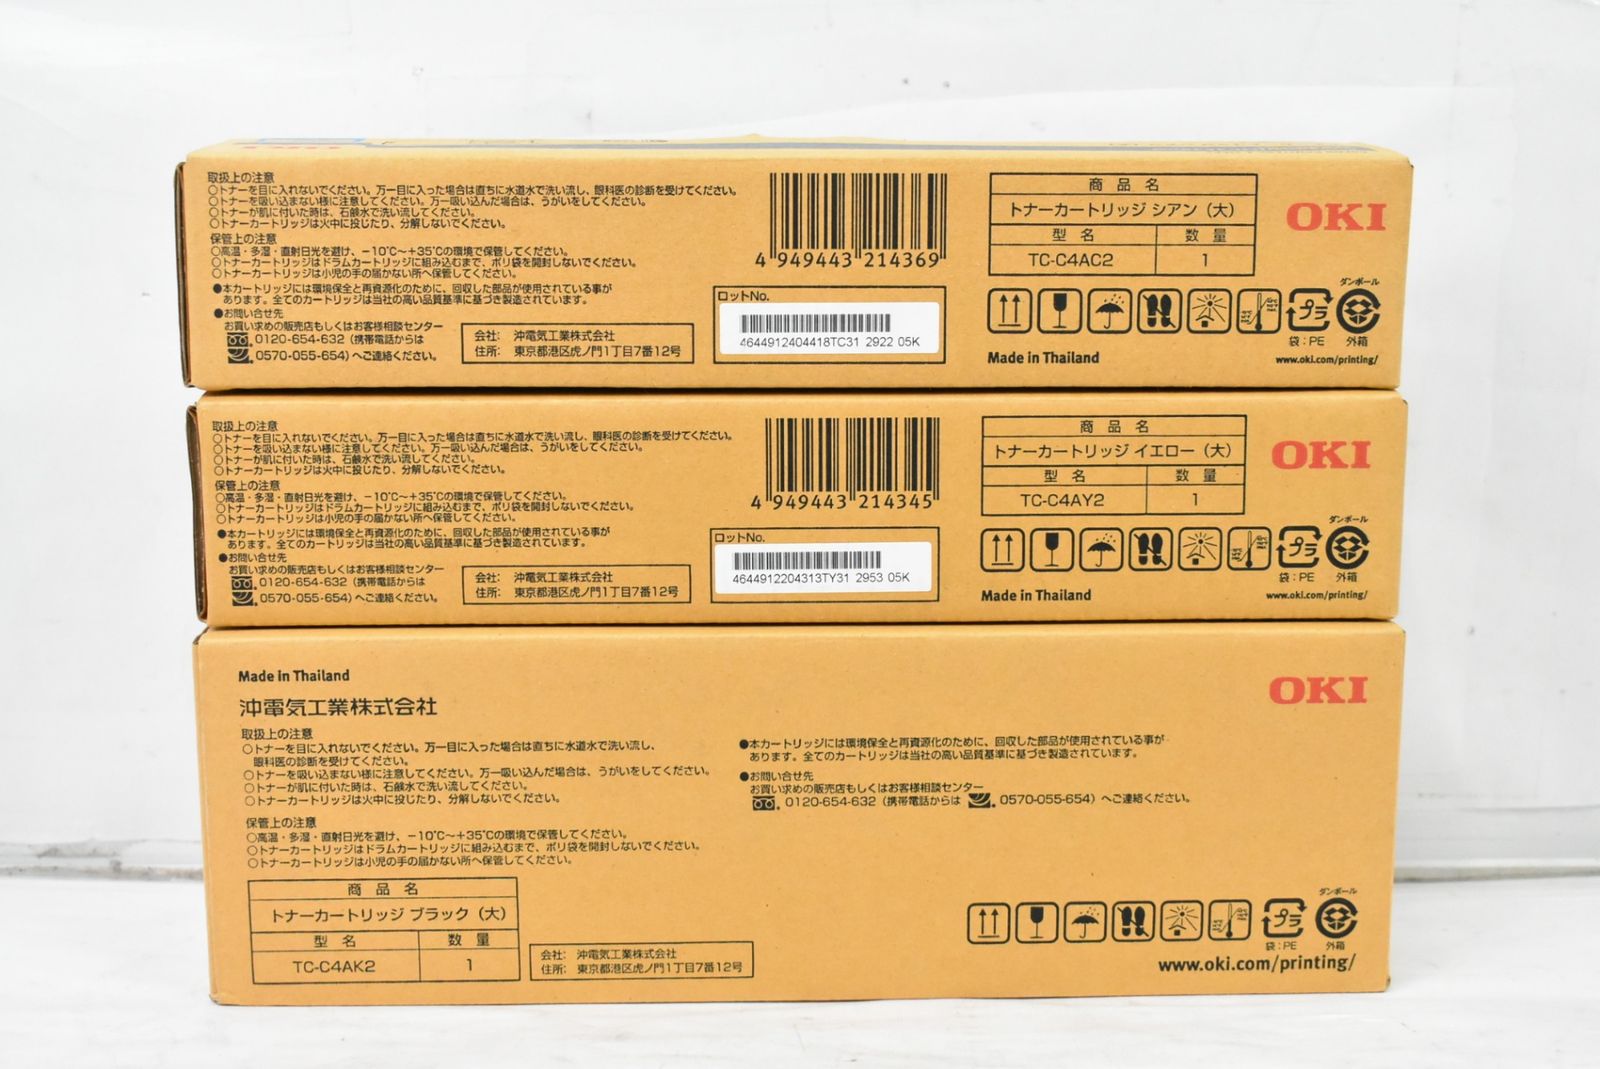 取扱上の注意
○トナーを目に入れないでください。万一目に入った場合は直ちに水道水で洗い流し、眼科医の診断を受けてください。
○トナーを吸い込まない様に注意してください。万一吸い込んだ場合は、うがいをしてください。
○トナーが肌に付いた時は、石鹸水で洗い流してください。
○トナーカートリッジは火中に投じたり、分解しないでください。
保管上の注意
○高温・多湿・直射日光を避け、－10℃～＋35℃の環境で保管してください。
○トナーカートリッジはドラムカートリッジに組み込むまで、ポリ袋を開封しないでください。
○トナーカートリッジは小児の手の届かない所へ保管してください。
●本カートリッジには環境保全と再資源化のために、回収した部品が使用されている事が
あります。全てのカートリッジは当社の高い品質基準に基づき製造されています。
●お問い合せ先
お買い求めの販売店もしくはお客様相談センター
0120-654-632（携帯電話からは
0570-055-654）へご連絡ください。
会社： 沖電気工業株式会社
住所： 東京都港区虎ノ門1丁目7番12号
4 949443 214369
ロットNo.
4644912404418TC31 2922 05K
商 品 名
トナーカートリッジ シアン（大）
型 名 数 量
TC-C4AC2 1
OKI
ダンボール
袋：PE 外箱
プラ
Made in Thailand
www.oki.com/printing/
取扱上の注意
○トナーを目に入れないでください。万一目に入った場合は直ちに水道水で洗い流し、眼科医の診断を受けてください。
○トナーを吸い込まない様に注意してください。万一吸い込んだ場合は、うがいをしてください。
○トナーが肌に付いた時は、石鹸水で洗い流してください。
○トナーカートリッジは火中に投じたり、分解しないでください。
保管上の注意
○高温・多湿・直射日光を避け、－10℃～＋35℃の環境で保管してください。
○トナーカートリッジはドラムカートリッジに組み込むまで、ポリ袋を開封しないでください。
○トナーカートリッジは小児の手の届かない所へ保管してください。
●本カートリッジには環境保全と再資源化のために、回収した部品が使用されている事が
あります。全てのカートリッジは当社の高い品質基準に基づき製造されています。
●お問い合せ先
お買い求めの販売店もしくはお客様相談センター
0120-654-632（携帯電話からは
0570-055-654）へご連絡ください。
会社： 沖電気工業株式会社
住所： 東京都港区虎ノ門1丁目7番12号
4 949443 214345
ロットNo.
4644912204313TY31 2953 05K
商 品 名
トナーカートリッジ イエロー（大）
型 名 数 量
TC-C4AY2 1
OKI
ダンボール
プラ
袋：PE 外箱
Made in Thailand
www.oki.com/printing/
Made in Thailand
沖電気工業株式会社
取扱上の注意
○トナーを目に入れないでください。万一目に入った場合は直ちに水道水で洗い流し、
眼科医の診断を受けてください。
○トナーを吸い込まない様に注意してください。万一吸い込んだ場合は、うがいをしてください。
○トナーが肌に付いた時は、石鹸水で洗い流してください。
○トナーカートリッジは火中に投じたり、分解しないでください。
保管上の注意
○高温・多湿・直射日光を避け、－10℃～＋35℃の環境で保管してください。
○トナーカートリッジはドラムカートリッジに組み込むまで、ポリ袋を開封しないでください。
○トナーカートリッジは小児の手の届かない所へ保管してください。
商 品 名
トナーカートリッジ ブラック（大）
型 名 数 量
TC-C4AK2 1
会社： 沖電気工業株式会社
住所： 東京都港区虎ノ門1丁目7番12号
●本カートリッジには環境保全と再資源化のために、回収した部品が使用されている事が
あります。全てのカートリッジは当社の高い品質基準に基づき製造されています。
●お問い合せ先
お買い求めの販売店もしくはお客様相談センター
0120-654-632（携帯電話からは 0570-055-654）へご連絡ください。
OKI
ダンボール
プラ
袋：PE 外箱
www.oki.com/printing/